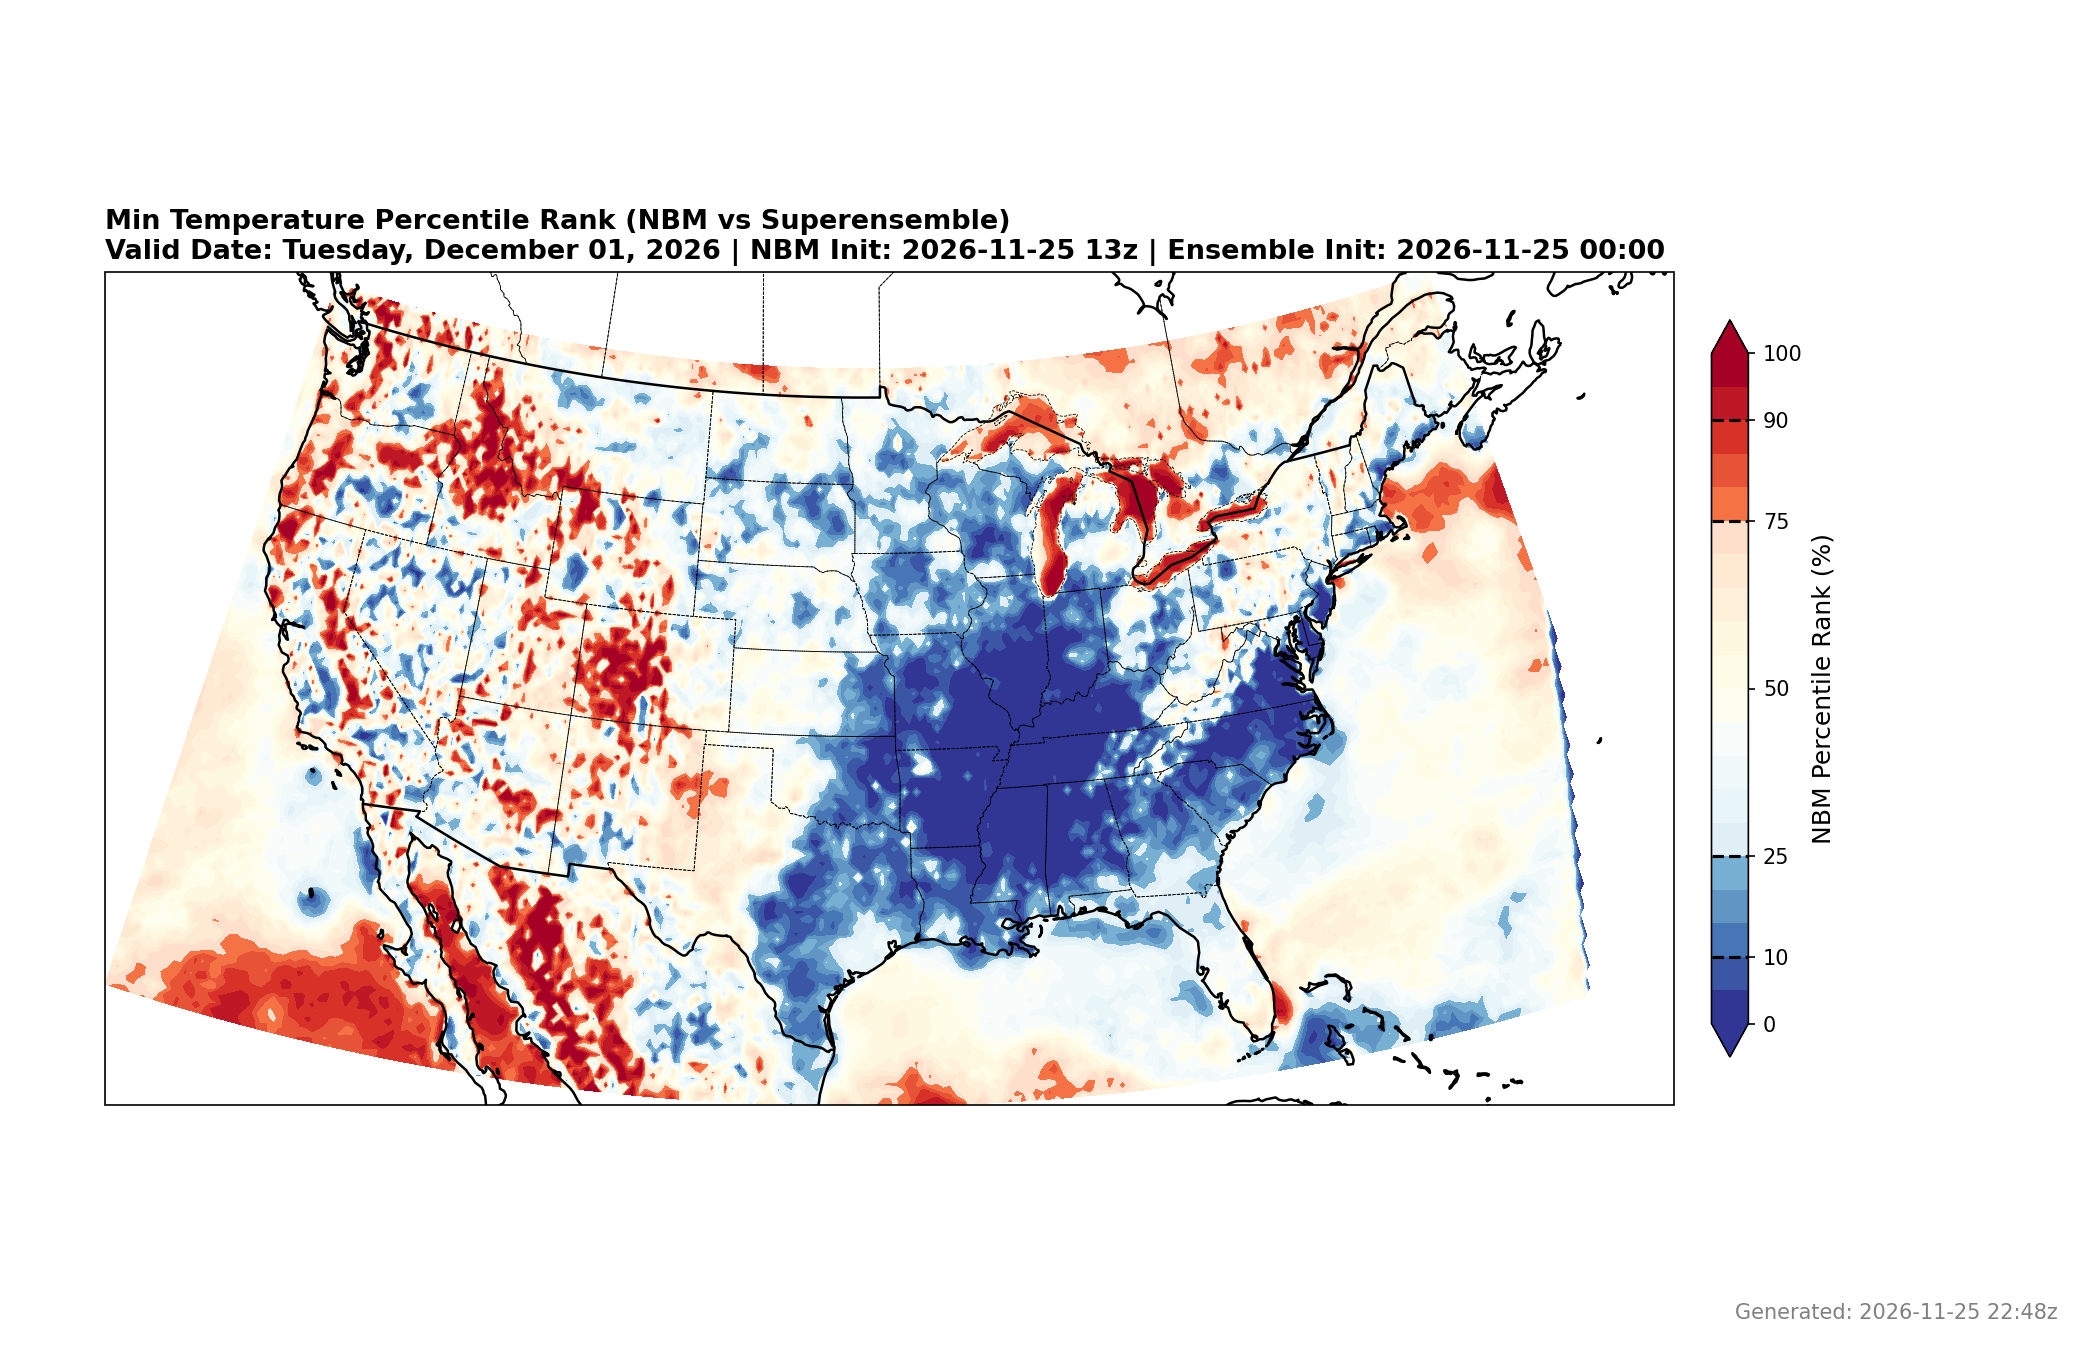 Min Temperature Percentile Rank (NBM vs Superensemble)
Valid Date: Tuesday, December 01, 2026 | NBM Init: 2026-11-25 13z | Ensemble Init: 2026-11-25 00:00
100
90
75
50
25
10
0
NBM Percentile Rank (%)
Generated: 2026-11-25 22:48z